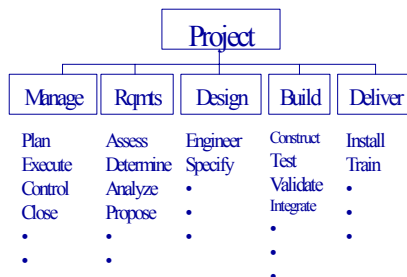 Project
Manage
Rqmts
Design
Build
Deliver
Plan
Execute
Control
Close
•
•
Assess
Determine
Analyze
Propose
•
•
Engineer
Specify
•
•
•
Construct
Test
Validate
Integrate
•
•
•
Install
Train
•
•
•